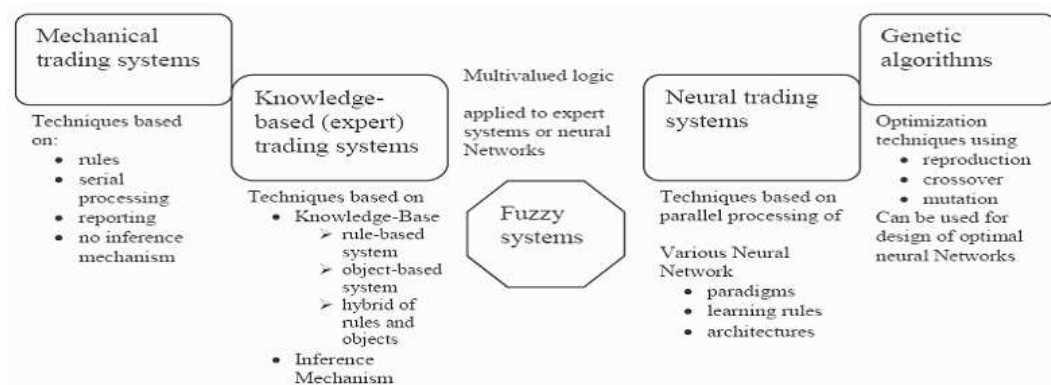 Mechanical
trading systems
Techniques based
on:
• rules
• serial
processing
• reporting
• no inference
mechanism
Knowledge-
based (expert)
trading systems
Techniques based on
• Knowledge-Base
➢ rule-based
system
➢ object-based
system
➢ hybrid of
rules and
objects
• Inference
Mechanism
Multivalued logic
applied to expert
systems or neural
Networks
Fuzzy
systems
Neural trading
systems
Techniques based on
parallel processing of
Various Neural
Network
• paradigms
• learning rules
• architectures
Genetic
algorithms
Optimization
techniques using
• reproduction
• crossover
• mutation
Can be used for
design of optimal
neural Networks